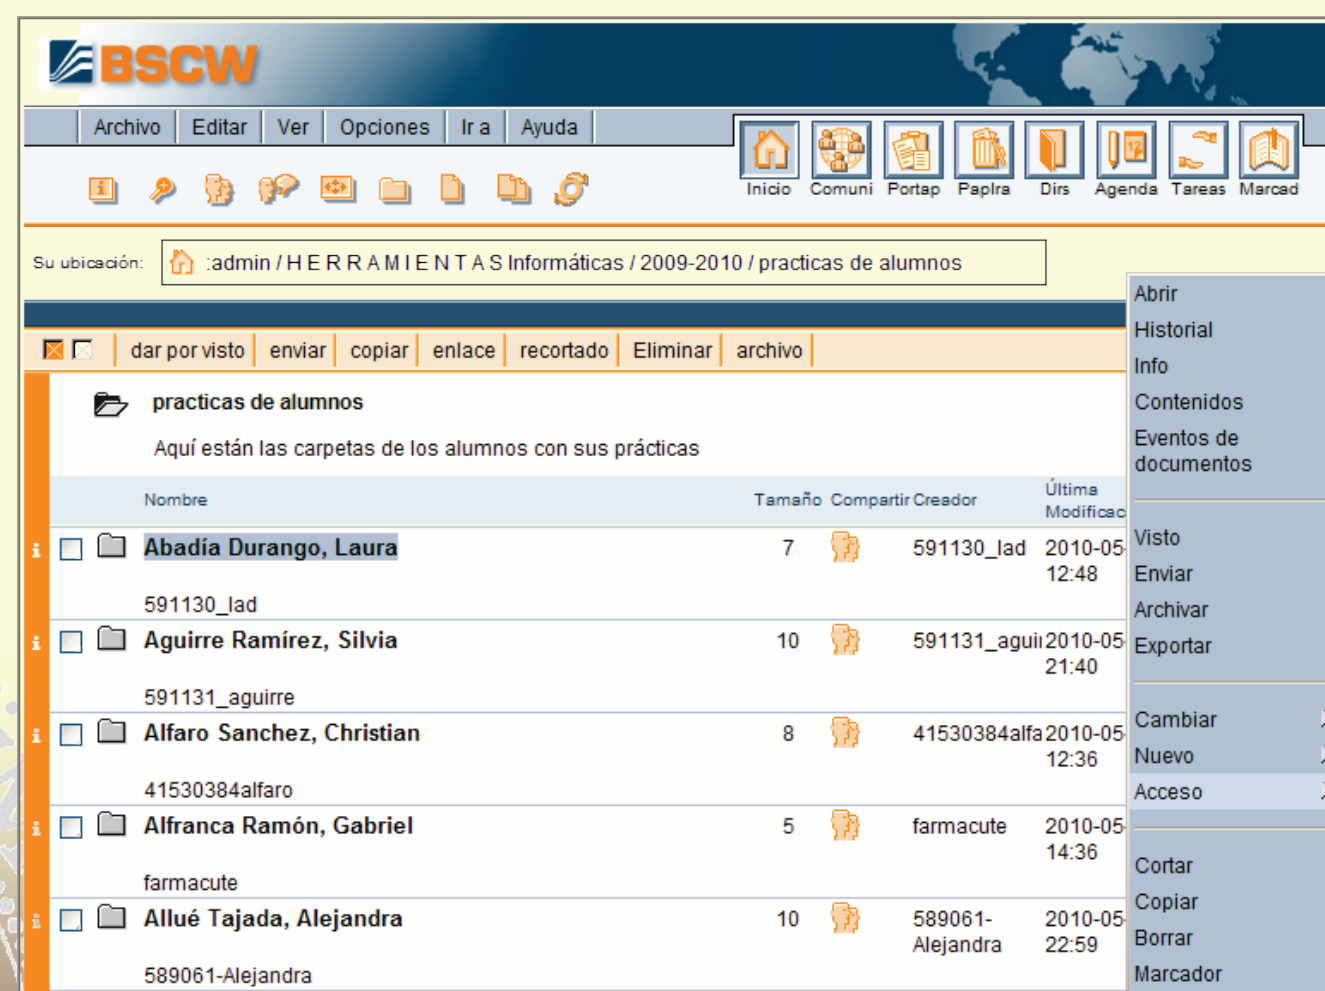 BSCW
Archivo Editar Ver Opciones Ir a Ayuda
Inicio Comuni Portap PapIra Dirs Agenda Tareas Marcad
Su ubicación: :admin / H E R R A M I E N T A S Informáticas / 2009-2010 / practicas de alumnos
dar por visto enviar copiar enlace recortado Eliminar archivo
practicas de alumnos
Aquí están las carpetas de los alumnos con sus prácticas
Nombre Tamaño Compartir Creador Última
Modificac
Abadía Durango, Laura 7 591130_lad 2010-05-
12:48
591130_lad
Aguirre Ramírez, Silvia 10 591131_aguir 2010-05-
21:40
591131_aguirre
Alfaro Sanchez, Christian 8 41530384alfa 2010-05-
12:36
41530384alfaro
Alfranca Ramón, Gabriel 5 farmacute 2010-05-
14:36
farmacute
Allué Tajada, Alejandra 10 589061- 2010-05-
Alejandra 22:59
589061-Alejandra
Abrir
Historial
Info
Contenidos
Eventos de
documentos
Visto
Enviar
Archivar
Exportar
Cambiar
Nuevo
Acceso
Cortar
Copiar
Borrar
Marcador